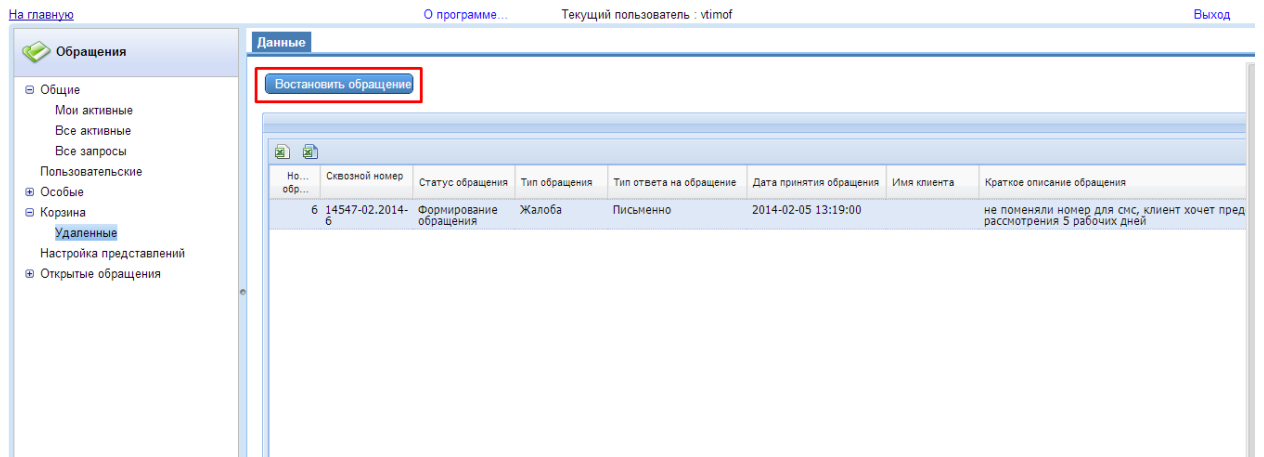 На главную О программе... Текущий пользователь : vtimof Выход
Обращения
Общие
Мои активные
Все активные
Все запросы
Пользовательские
Особые
Корзина
Удаленные
Настройка представлений
Открытые обращения
Данные
Востановить обращение
Но... обр... Сквозной номер Статус обращения Тип обращения Тип ответа на обращение Дата принятия обращения Имя клиента Краткое описание обращения
6 14547-02.2014- Формирование Жалоба Письменно 2014-02-05 13:19:00 не поменяли номер для смс, клиент хочет пред
6 обращения рассмотрения 5 рабочих дней